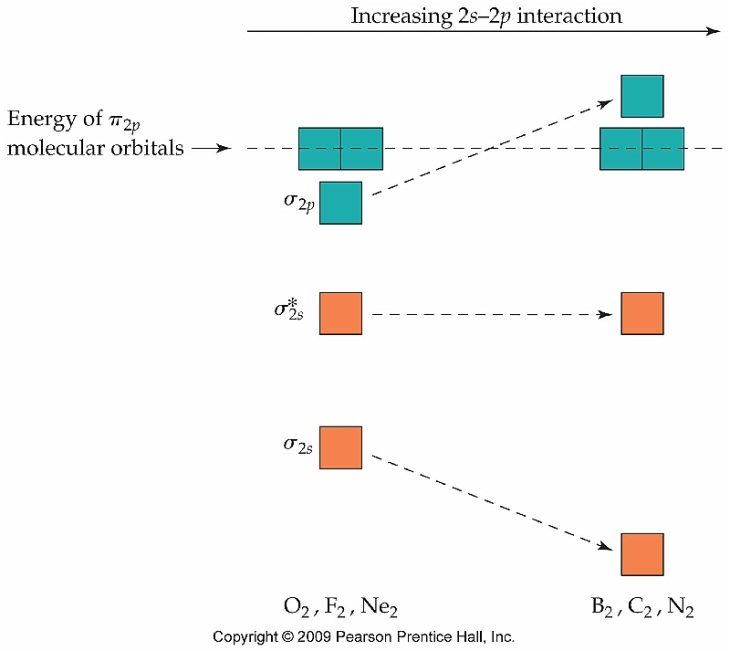 Increasing 2s–2p interaction
Energy of π2p
molecular orbitals
σ2p
σ*2s
σ2s
O2, F2, Ne2
B2, C2, N2
Copyright © 2009 Pearson Prentice Hall, Inc.